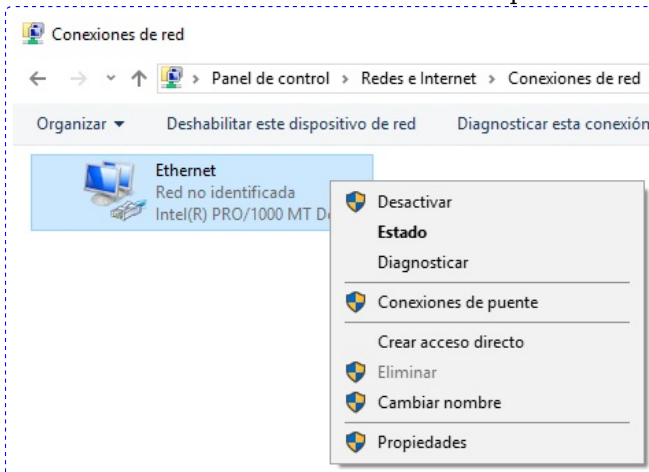 Conexiones de red
Panel de control > Redes e Internet > Conexiones de red
Organizar Deshabilitar este dispositivo de red Diagnosticar esta conexión
Ethernet
Red no identificada
Intel(R) PRO/1000 MT
Desactivar
Estado
Diagnosticar
Conexiones de puente
Crear acceso directo
Eliminar
Cambiar nombre
Propiedades